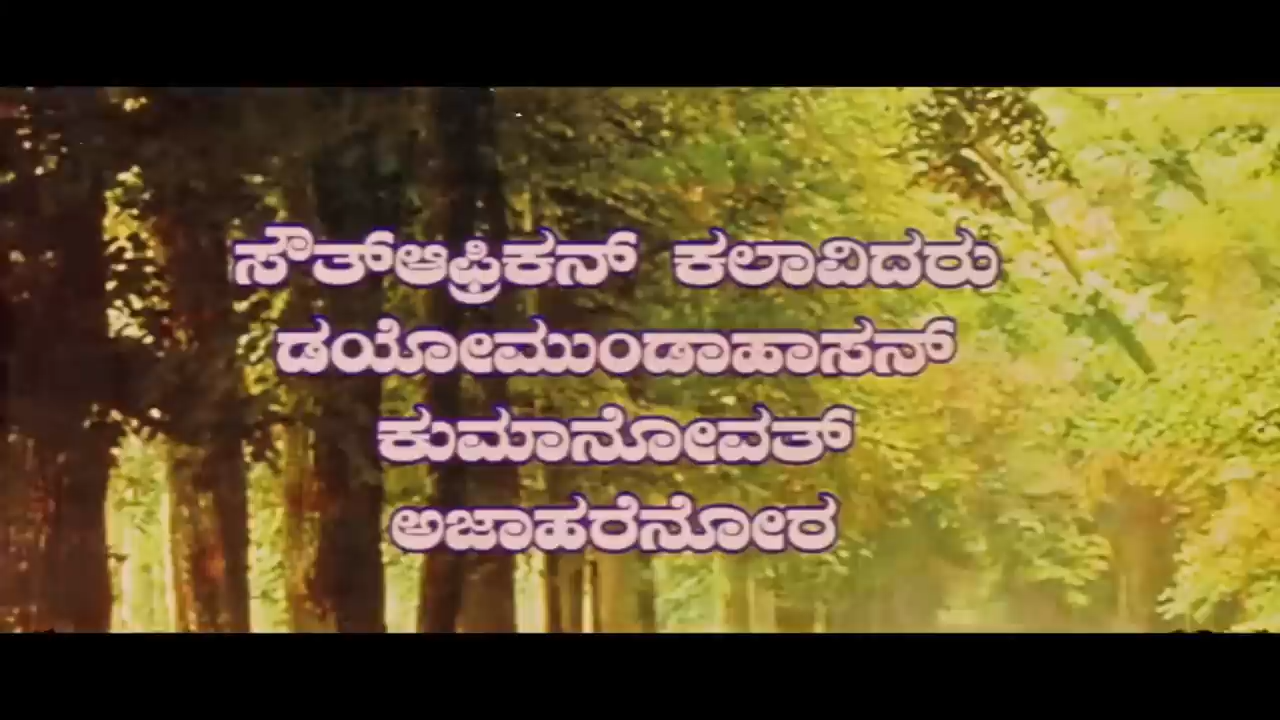 ಸೌತ್‌ಆಫ್ರಿಕನ್ ಕಲಾವಿದರು
ಡಯೋಮುಂಡಾಹಾಸನ್
ಕುಮಾನೋವತ್
ಅಜಾಹರೆನೋರ